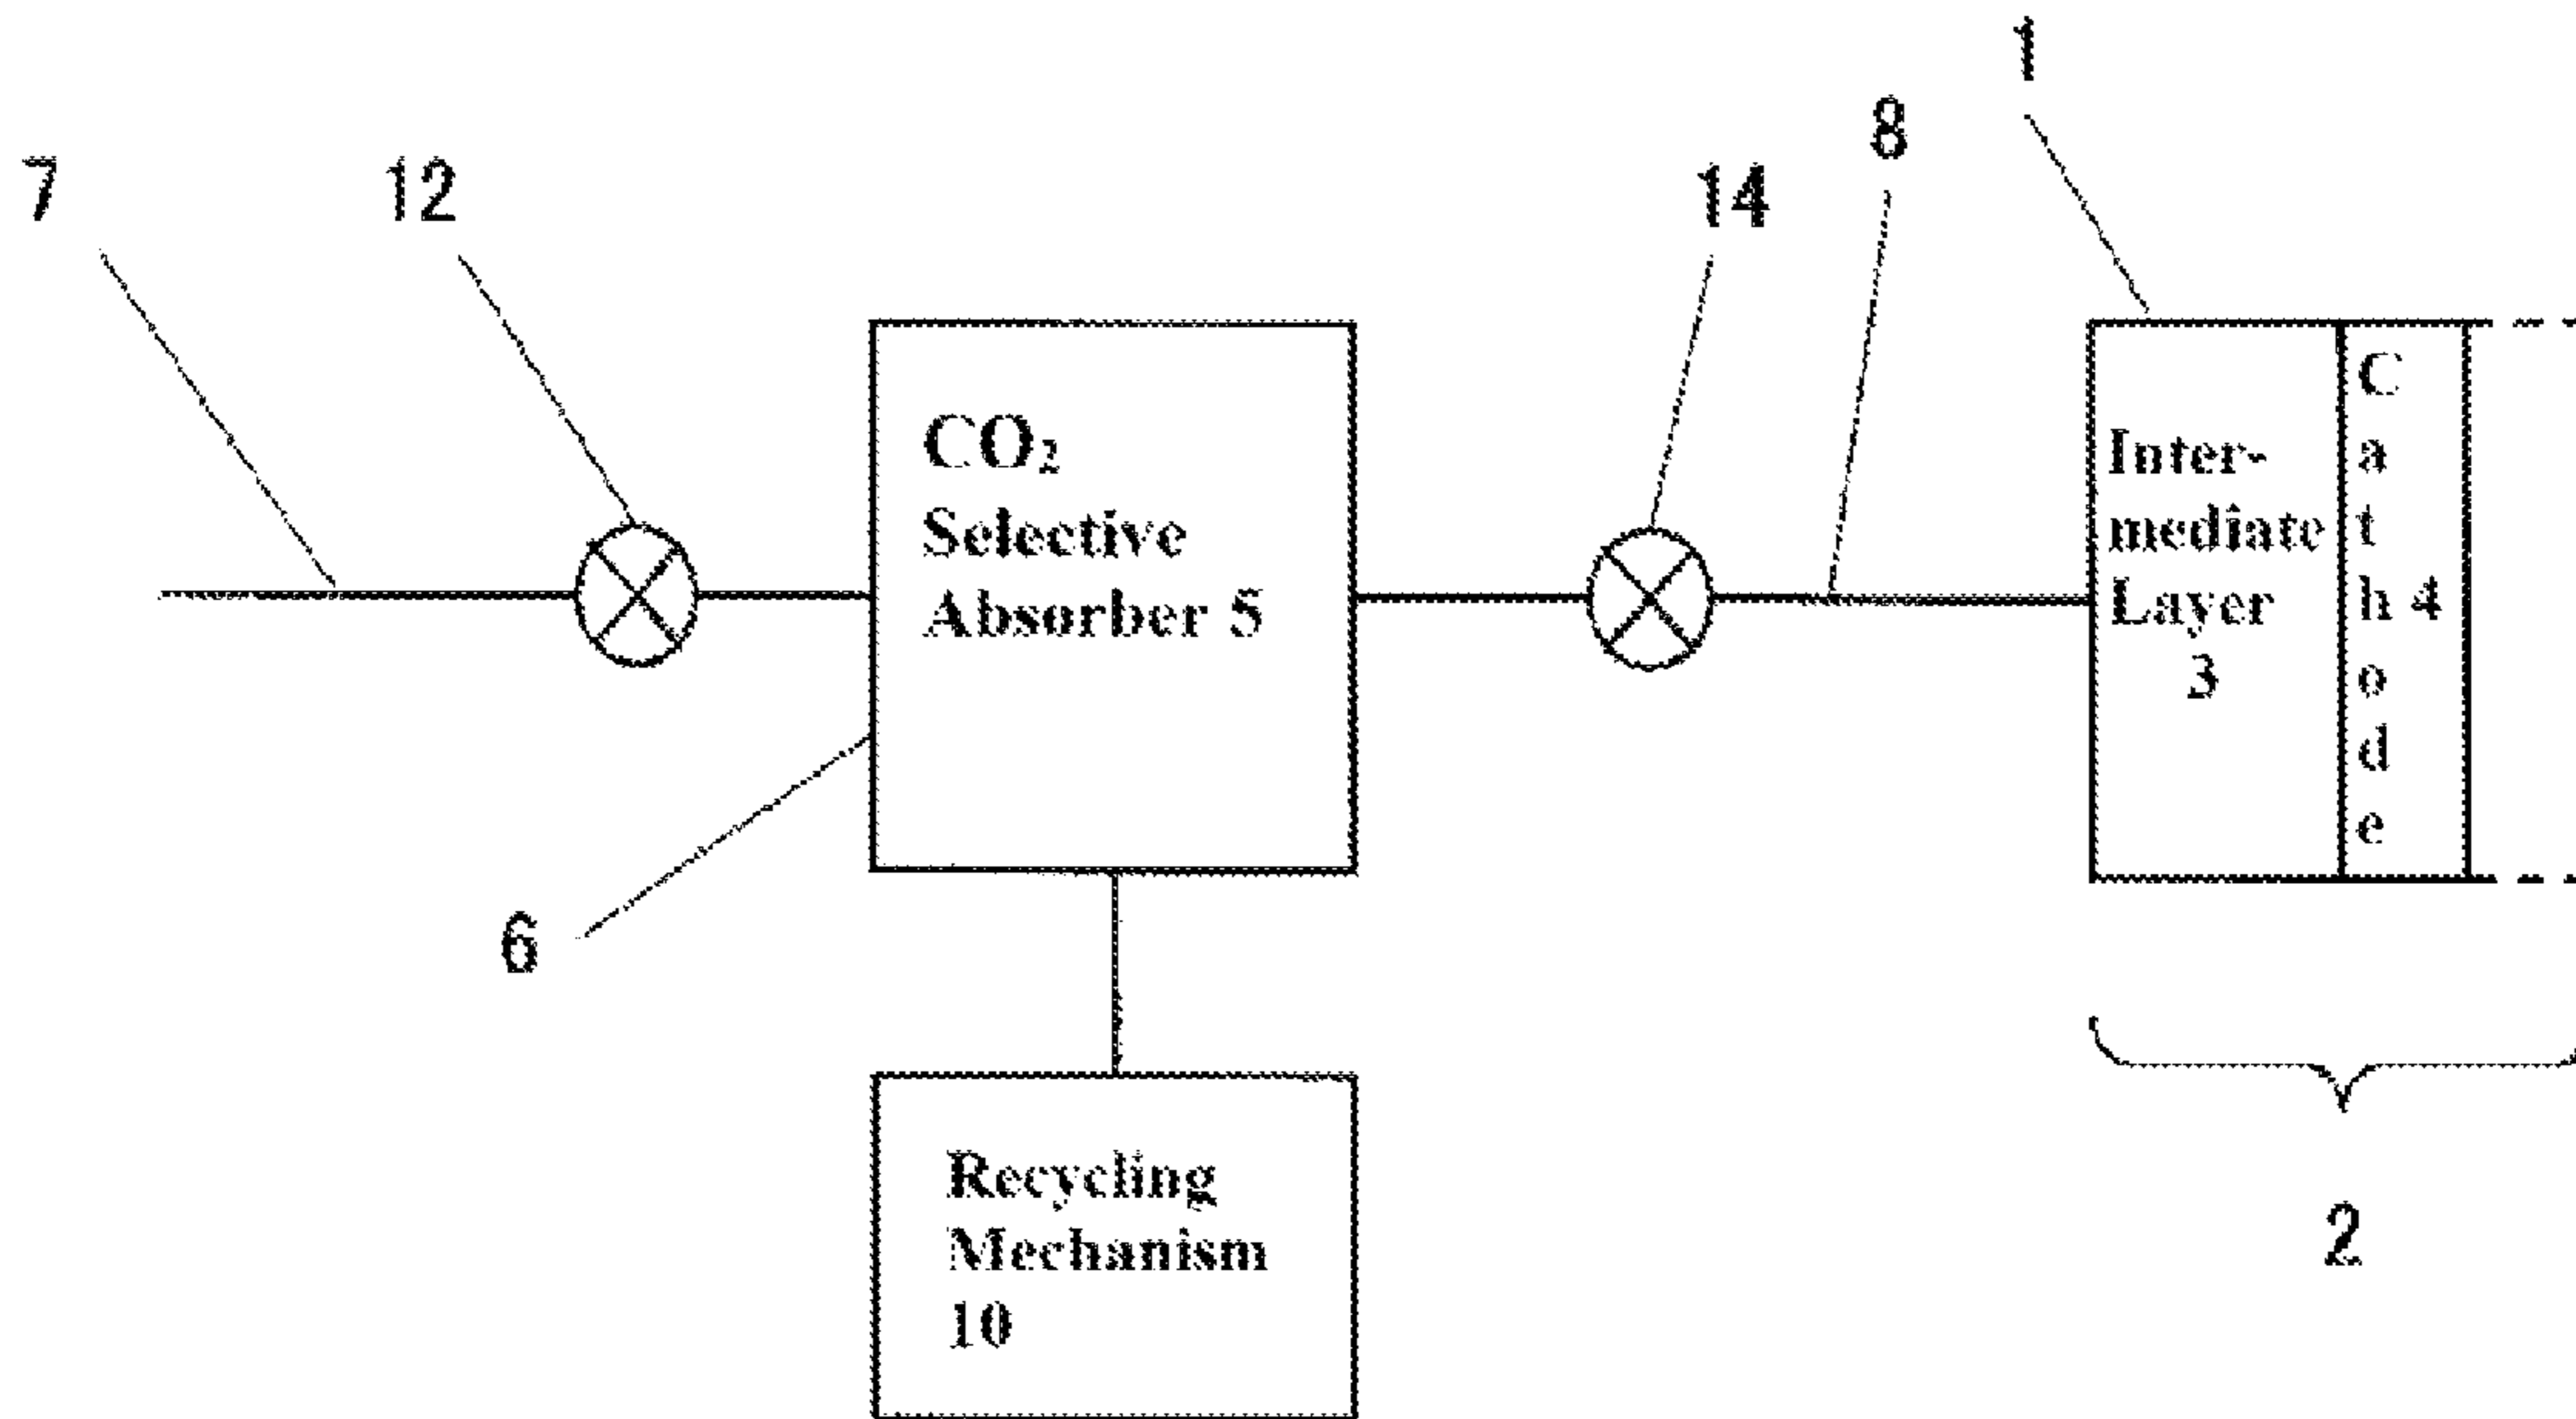 1
8
7
12
14
CO₂
Selective
Absorber 5
Inter-
mediate
Layer
3
Cathode
4
6
Recycling
Mechanism
10
2